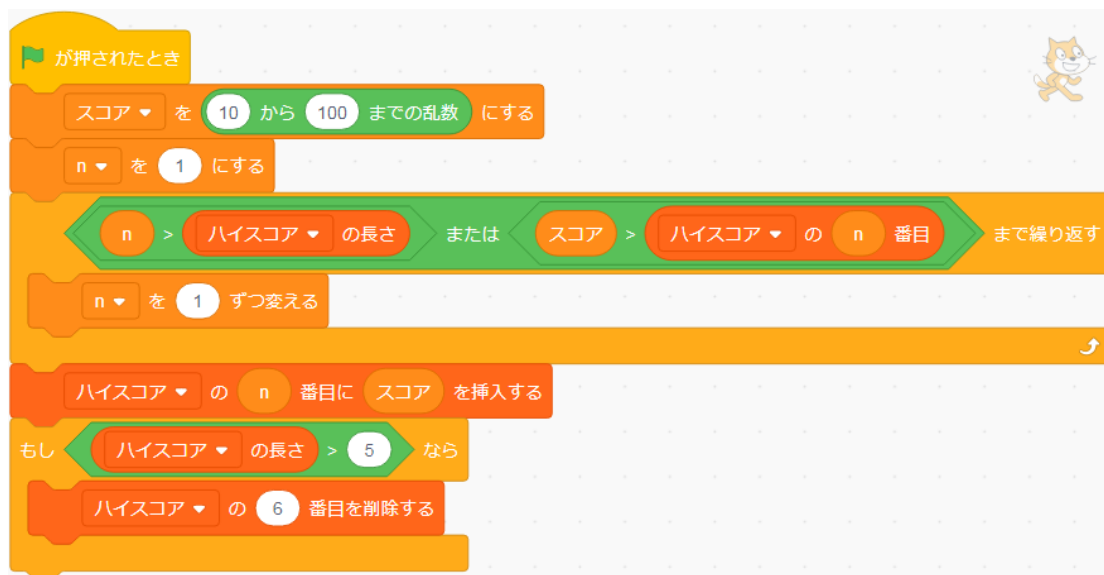 が押されたとき
スコア を 10 から 100 までの乱数 にする
n を 1 にする
n > ハイスコア の長さ または スコア > ハイスコア の n 番目 まで繰り返す
n を 1 ずつ変える
ハイスコア の n 番目に スコア を挿入する
もし ハイスコア の長さ > 5 なら
ハイスコア の 6 番目を削除する